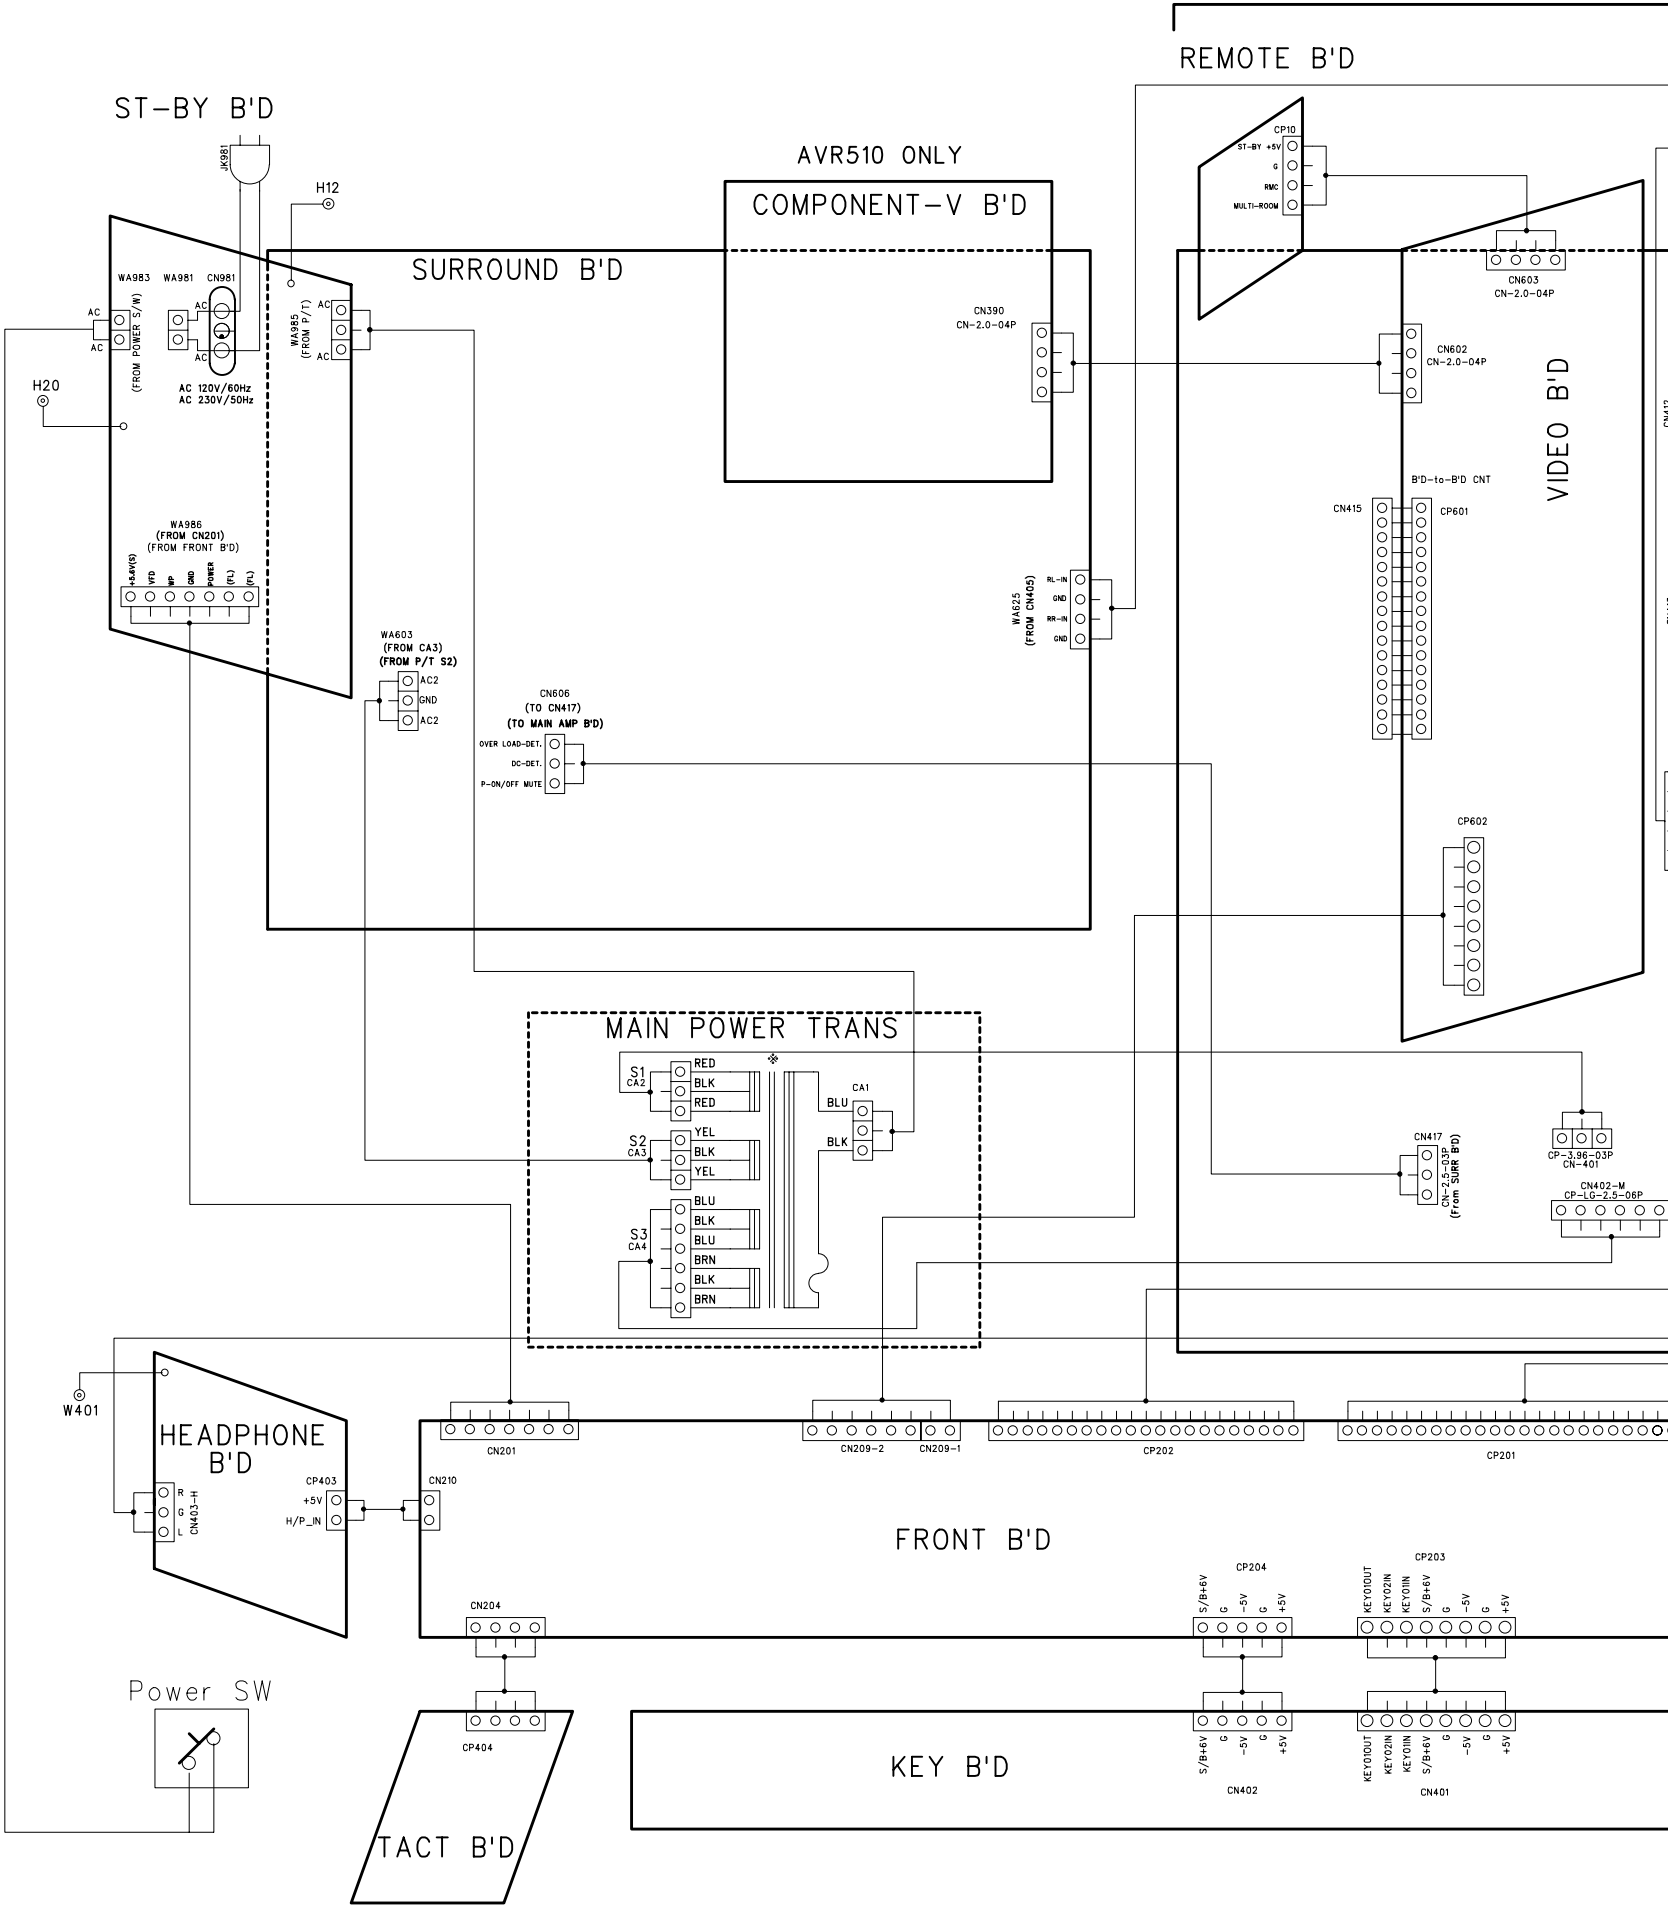 REMOTE B'D
ST-BY B'D
JK981
AVR510 ONLY
COMPONENT-V B'D
CP10
ST-BY +5V
G
RMC
MULTI-ROOM
H12
SURROUND B'D
WA983
WA981
CN981
AC
AC
(FROM POWER S/W)
AC
AC
AC 120V/60Hz
AC 230V/50Hz
WA985
(FROM P/T)
AC
AC
H20
CN390
CN-2.0-04P
CN603
CN-2.0-04P
CN602
CN-2.0-04P
VIDEO B'D
B'D-to-B'D CNT
CN415
CP601
WA986
(FROM CN201)
(FROM FRONT B'D)
+5.6V(S)
VFD
WP
GND
POWER
(FL)
(FL)
WA625
(FROM CN405)
RL-IN
GND
RR-IN
GND
WA603
(FROM CA3)
(FROM P/T S2)
AC2
GND
AC2
CN606
(TO CN417)
(TO MAIN AMP B'D)
OVER LOAD-DET.
DC-DET.
P-ON/OFF MUTE
CP602
MAIN POWER TRANS
※
S1
CA2
RED
BLK
RED
S2
CA3
YEL
BLK
YEL
S3
CA4
BLU
BLK
BLU
BRN
BLK
BRN
CA1
BLU
BLK
CN417
CN-2.5-03P
(From SURR B'D)
CP-3.96-03P
CN-401
CN402-M
CP-LG-2.5-06P
W401
HEADPHONE
B'D
R
G
L
CN403-H
CP403
+5V
H/P_IN
CN201
CN210
CN209-2
CN209-1
CP202
CP201
FRONT B'D
CN204
CP204
S/B+6V
G
-5V
G
+5V
CP203
KEY01OUT
KEY02IN
KEY01IN
S/B+6V
G
-5V
G
+5V
Power SW
CP404
TACT B'D
KEY B'D
S/B+6V
G
-5V
G
+5V
CN402
KEY01OUT
KEY02IN
KEY01IN
S/B+6V
G
-5V
G
+5V
CN401